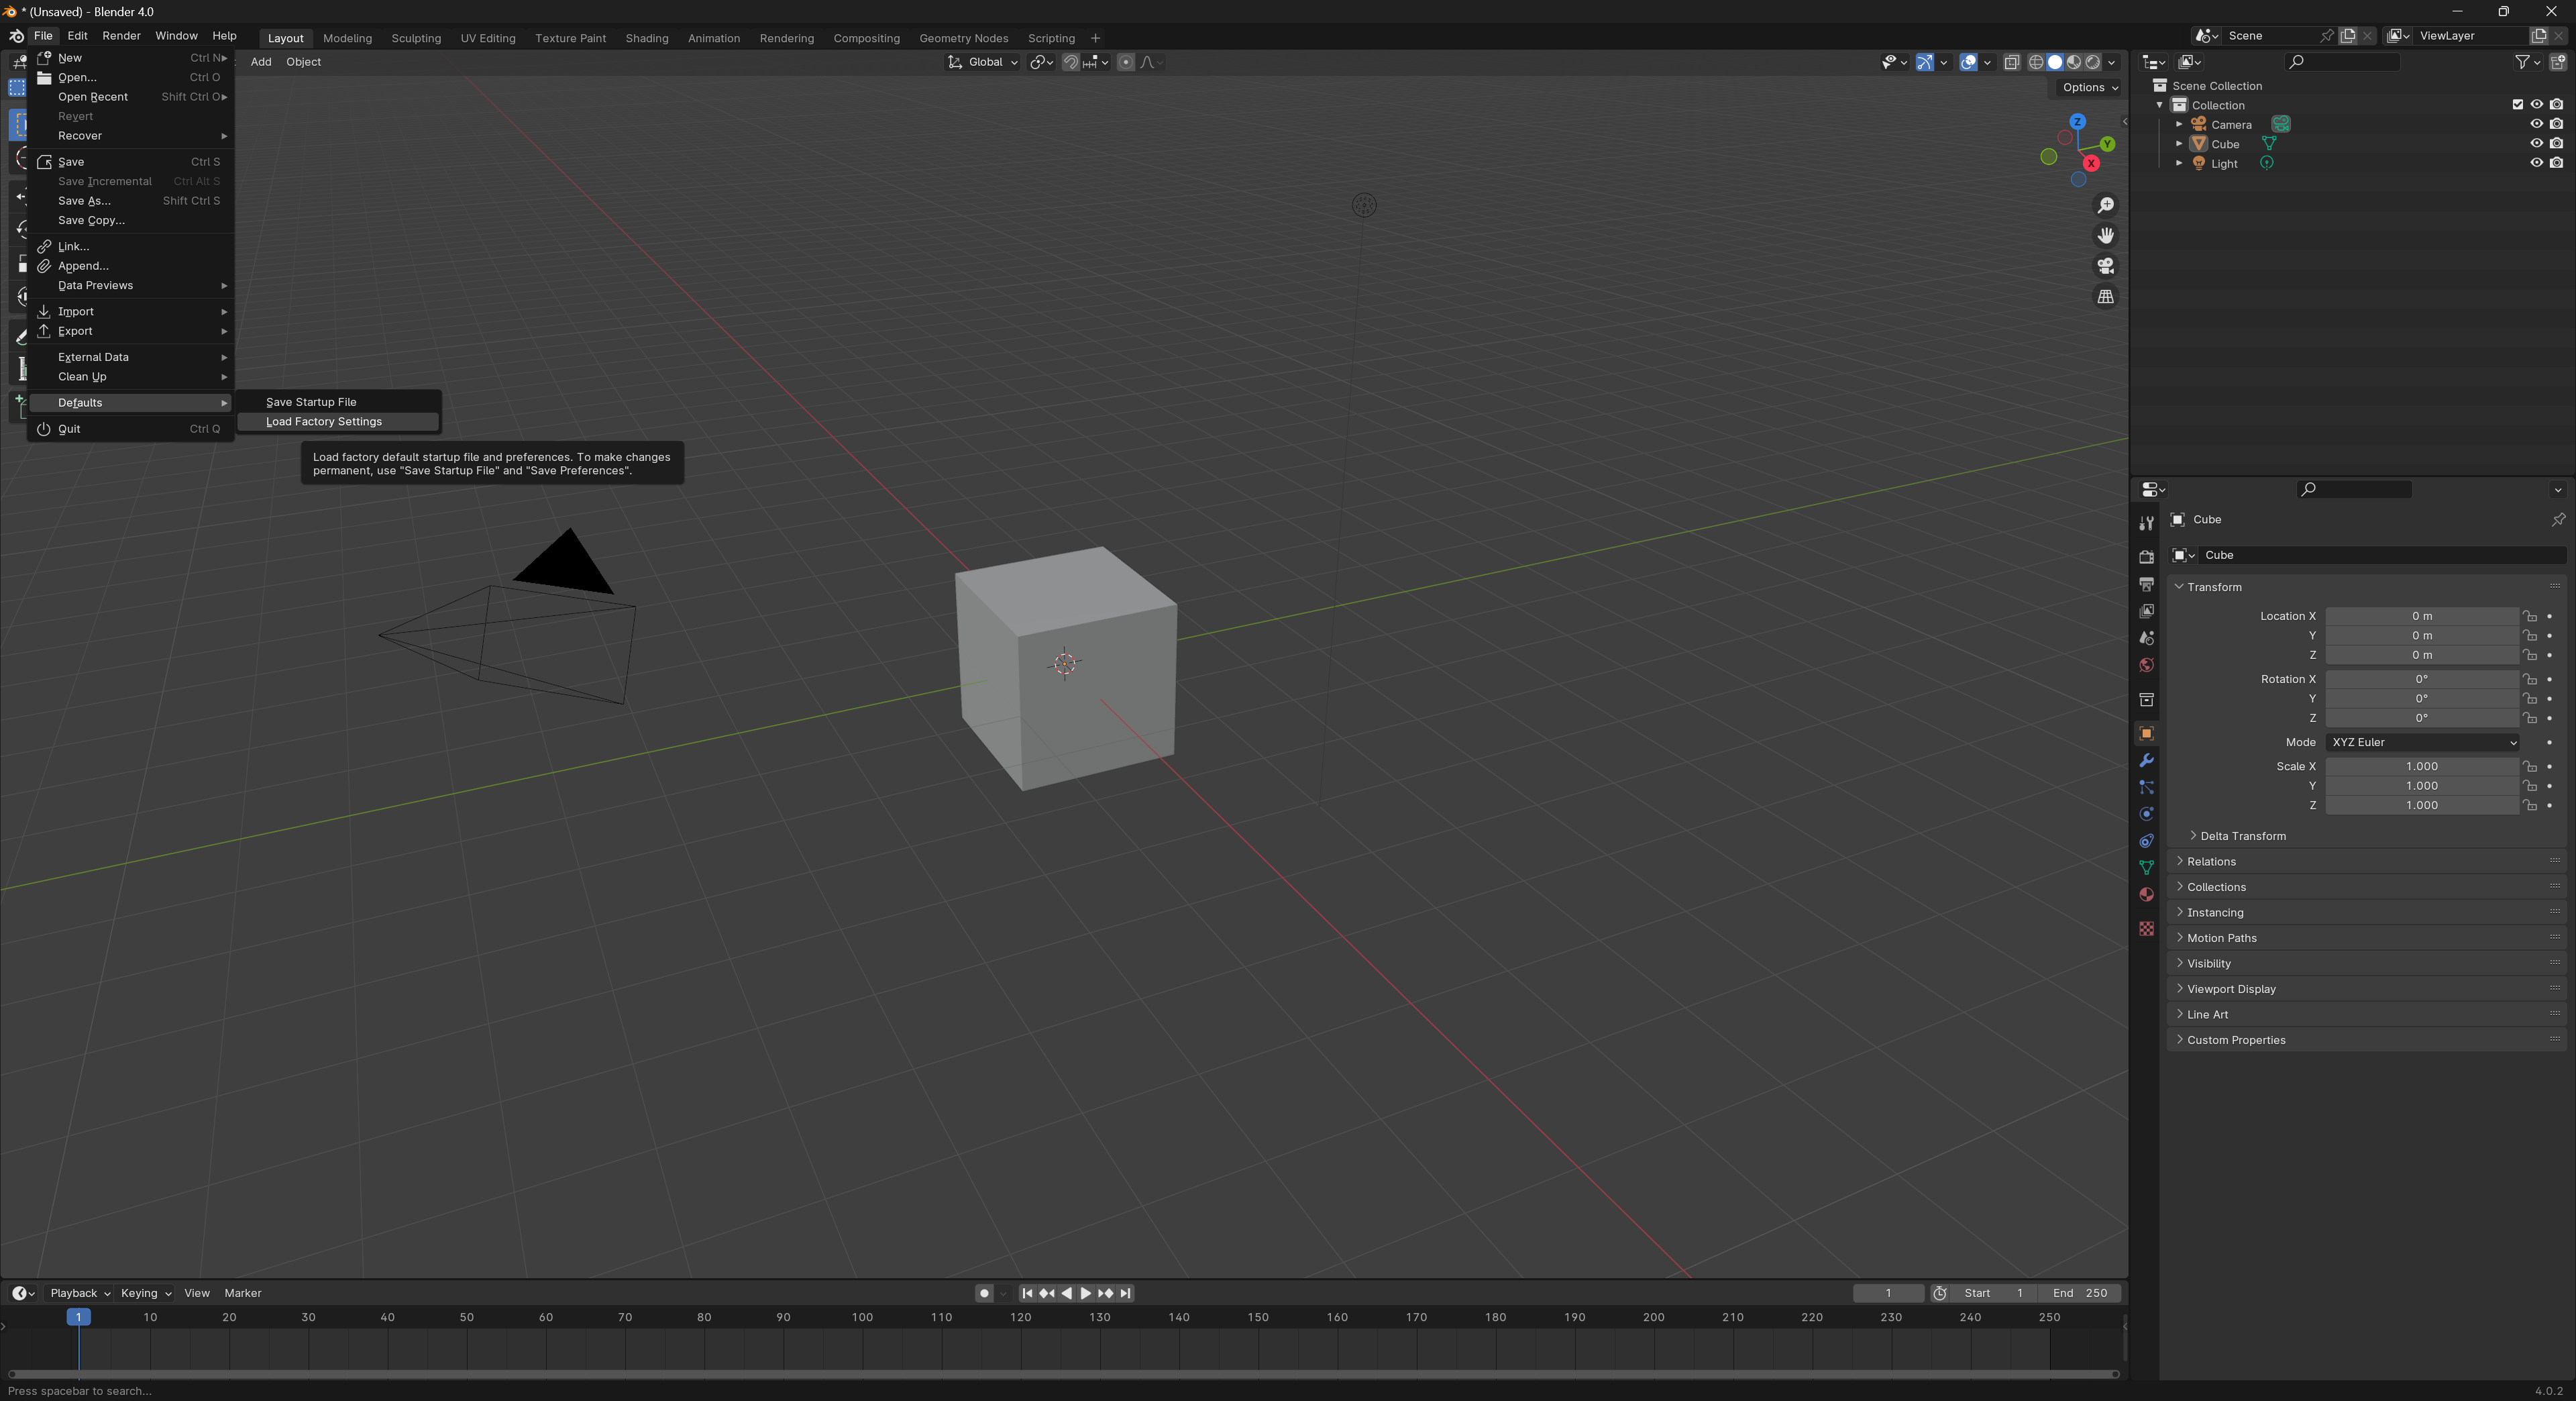 * (Unsaved) - Blender 4.0
File Edit Render Window Help
Layout Modeling Sculpting UV Editing Texture Paint Shading Animation Rendering Compositing Geometry Nodes Scripting +
Scene
ViewLayer
Add Object
Global
Options
New Ctrl N
Open... Ctrl O
Open Recent Shift Ctrl O
Revert
Recover
Save Ctrl S
Save Incremental Ctrl Alt S
Save As... Shift Ctrl S
Save Copy...
Link...
Append...
Data Previews
Import
Export
External Data
Clean Up
Defaults
Quit Ctrl Q
Save Startup File
Load Factory Settings
Load factory default startup file and preferences. To make changes
permanent, use "Save Startup File" and "Save Preferences".
Z
Y
X
Scene Collection
Collection
Camera
Cube
Light
Cube
Cube
Transform
Location X 0 m
Y 0 m
Z 0 m
Rotation X 0°
Y 0°
Z 0°
Mode XYZ Euler
Scale X 1.000
Y 1.000
Z 1.000
Delta Transform
Relations
Collections
Instancing
Motion Paths
Visibility
Viewport Display
Line Art
Custom Properties
Playback Keying View Marker
1 Start 1 End 250
1 10 20 30 40 50 60 70 80 90 100 110 120 130 140 150 160 170 180 190 200 210 220 230 240 250
Press spacebar to search...
4.0.2